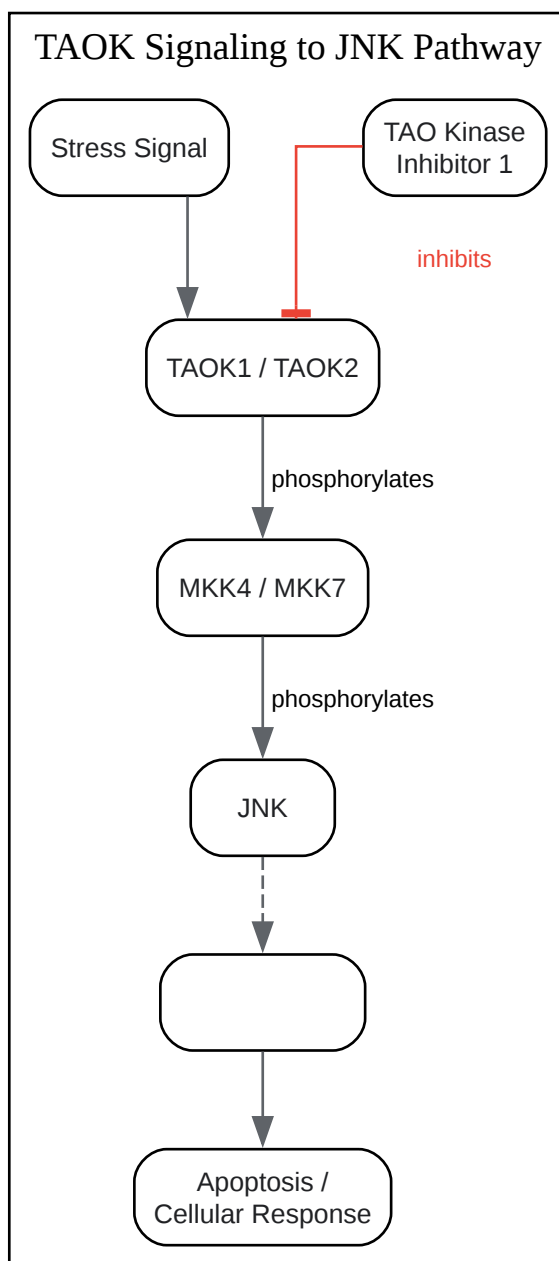 TAOK Signaling to JNK Pathway
Stress Signal
TAO Kinase
Inhibitor 1
inhibits
TAOK1 / TAOK2
phosphorylates
MKK4 / MKK7
phosphorylates
JNK
Apoptosis /
Cellular Response